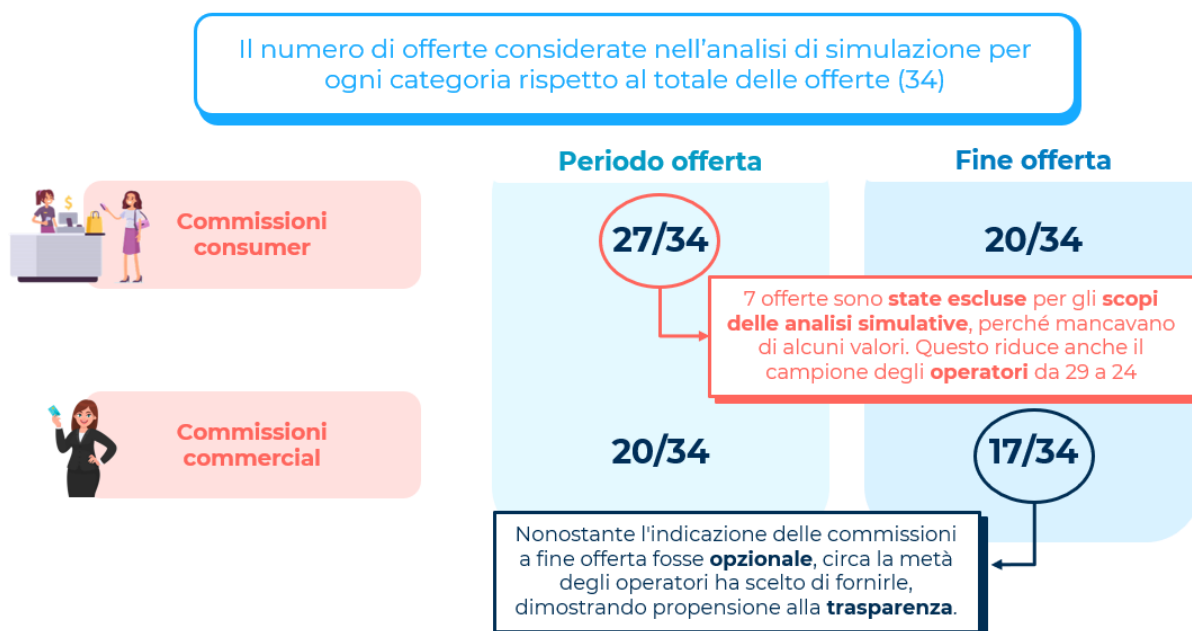 Il numero di offerte considerate nell'analisi di simulazione per
ogni categoria rispetto al totale delle offerte (34)
Periodo offerta
Fine offerta
$
Commissioni
consumer
27/34
20/34
7 offerte sono state escluse per gli scopi
delle analisi simulative, perché mancavano
di alcuni valori. Questo riduce anche il
campione degli operatori da 29 a 24
Commissioni
commercial
20/34
17/34
Nonostante l'indicazione delle commissioni
a fine offerta fosse opzionale, circa la metà
degli operatori ha scelto di fornirle,
dimostrando propensione alla trasparenza.